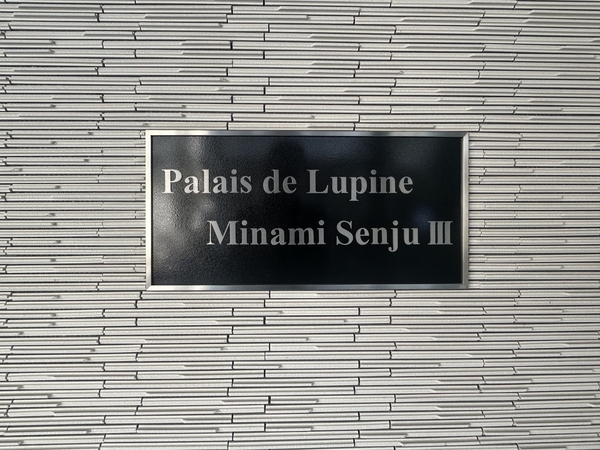 Palais de Lupine
Minami Senju Ⅲ